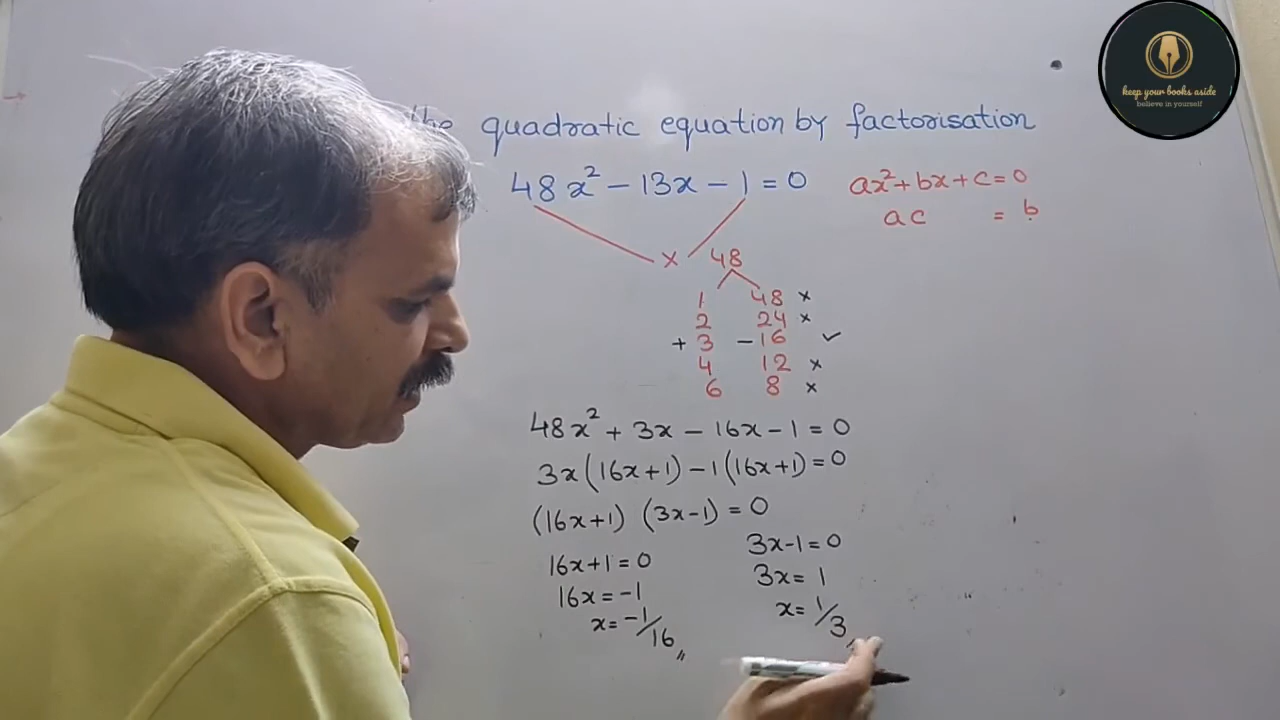 the quadratic equation by factorisation
48x² - 13x - 1 = 0
ax² + bx + c = 0
ac = b
x 48
1 48 x
2 24 x
+ 3 - 16 ✓
4 12 x
6 8 x
48x² + 3x - 16x - 1 = 0
3x(16x+1) - 1(16x+1) = 0
(16x+1) (3x-1) = 0
16x+1 = 0
16x = -1
x = -1/16 "
3x-1 = 0
3x = 1
x = 1/3
keep your books aside
believe in yourself